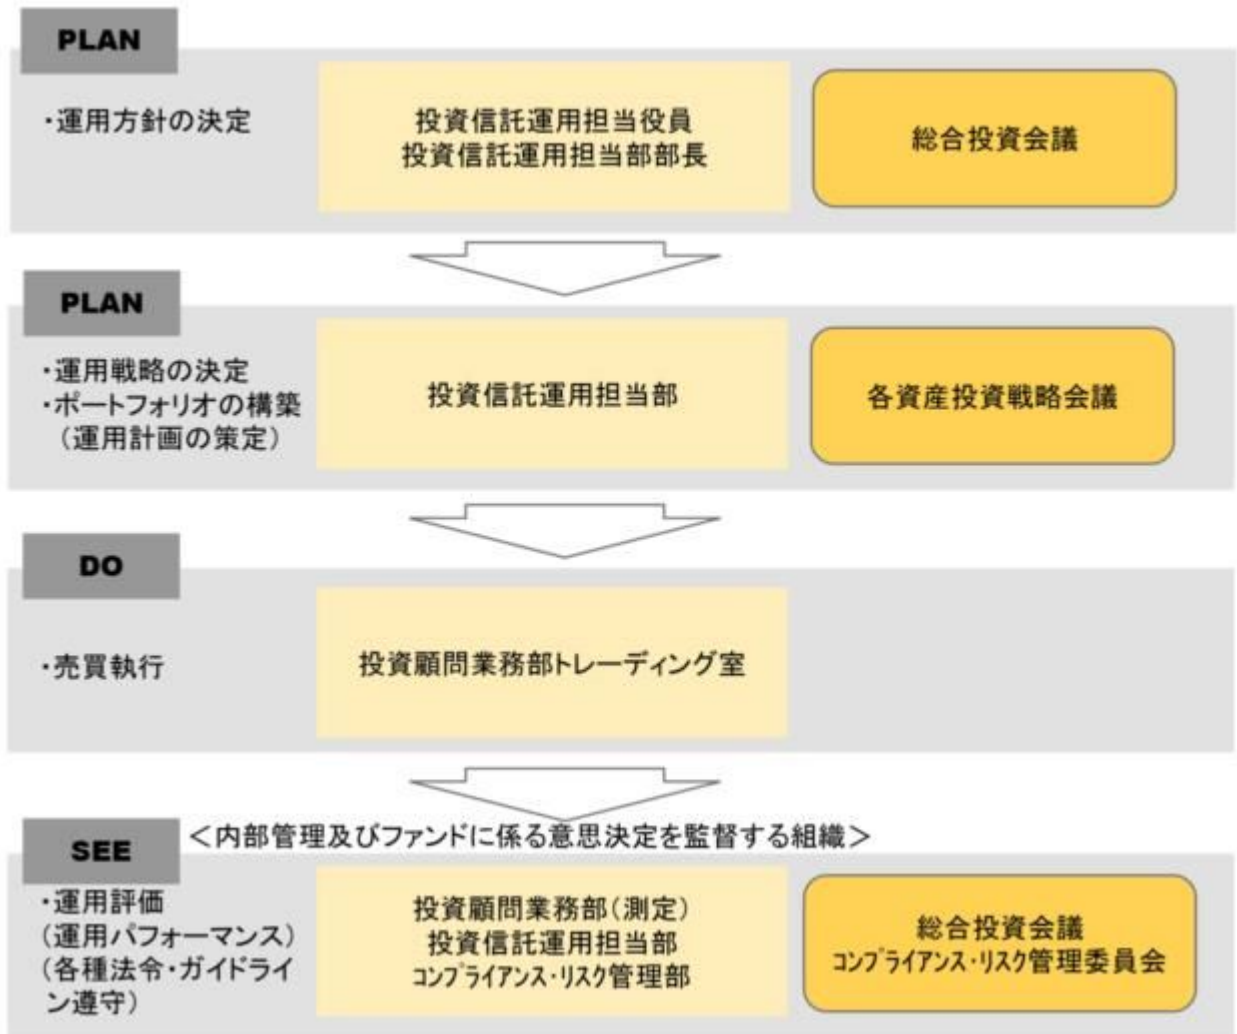 PLAN
・運用方針の決定
投資信託運用担当役員
投資信託運用担当部部長
総合投資会議
PLAN
・運用戦略の決定
・ポートフォリオの構築
（運用計画の策定）
投資信託運用担当部
各資産投資戦略会議
DO
・売買執行
投資顧問業務部トレーディング室
＜内部管理及びファンドに係る意思決定を監督する組織＞
SEE
・運用評価
（運用パフォーマンス）
（各種法令・ガイドライ
ン遵守）
投資顧問業務部（測定）
投資信託運用担当部
ｺﾝﾌﾟﾗｲｱﾝｽ・ﾘｽｸ管理部
総合投資会議
ｺﾝﾌﾟﾗｲｱﾝｽ・ﾘｽｸ管理委員会